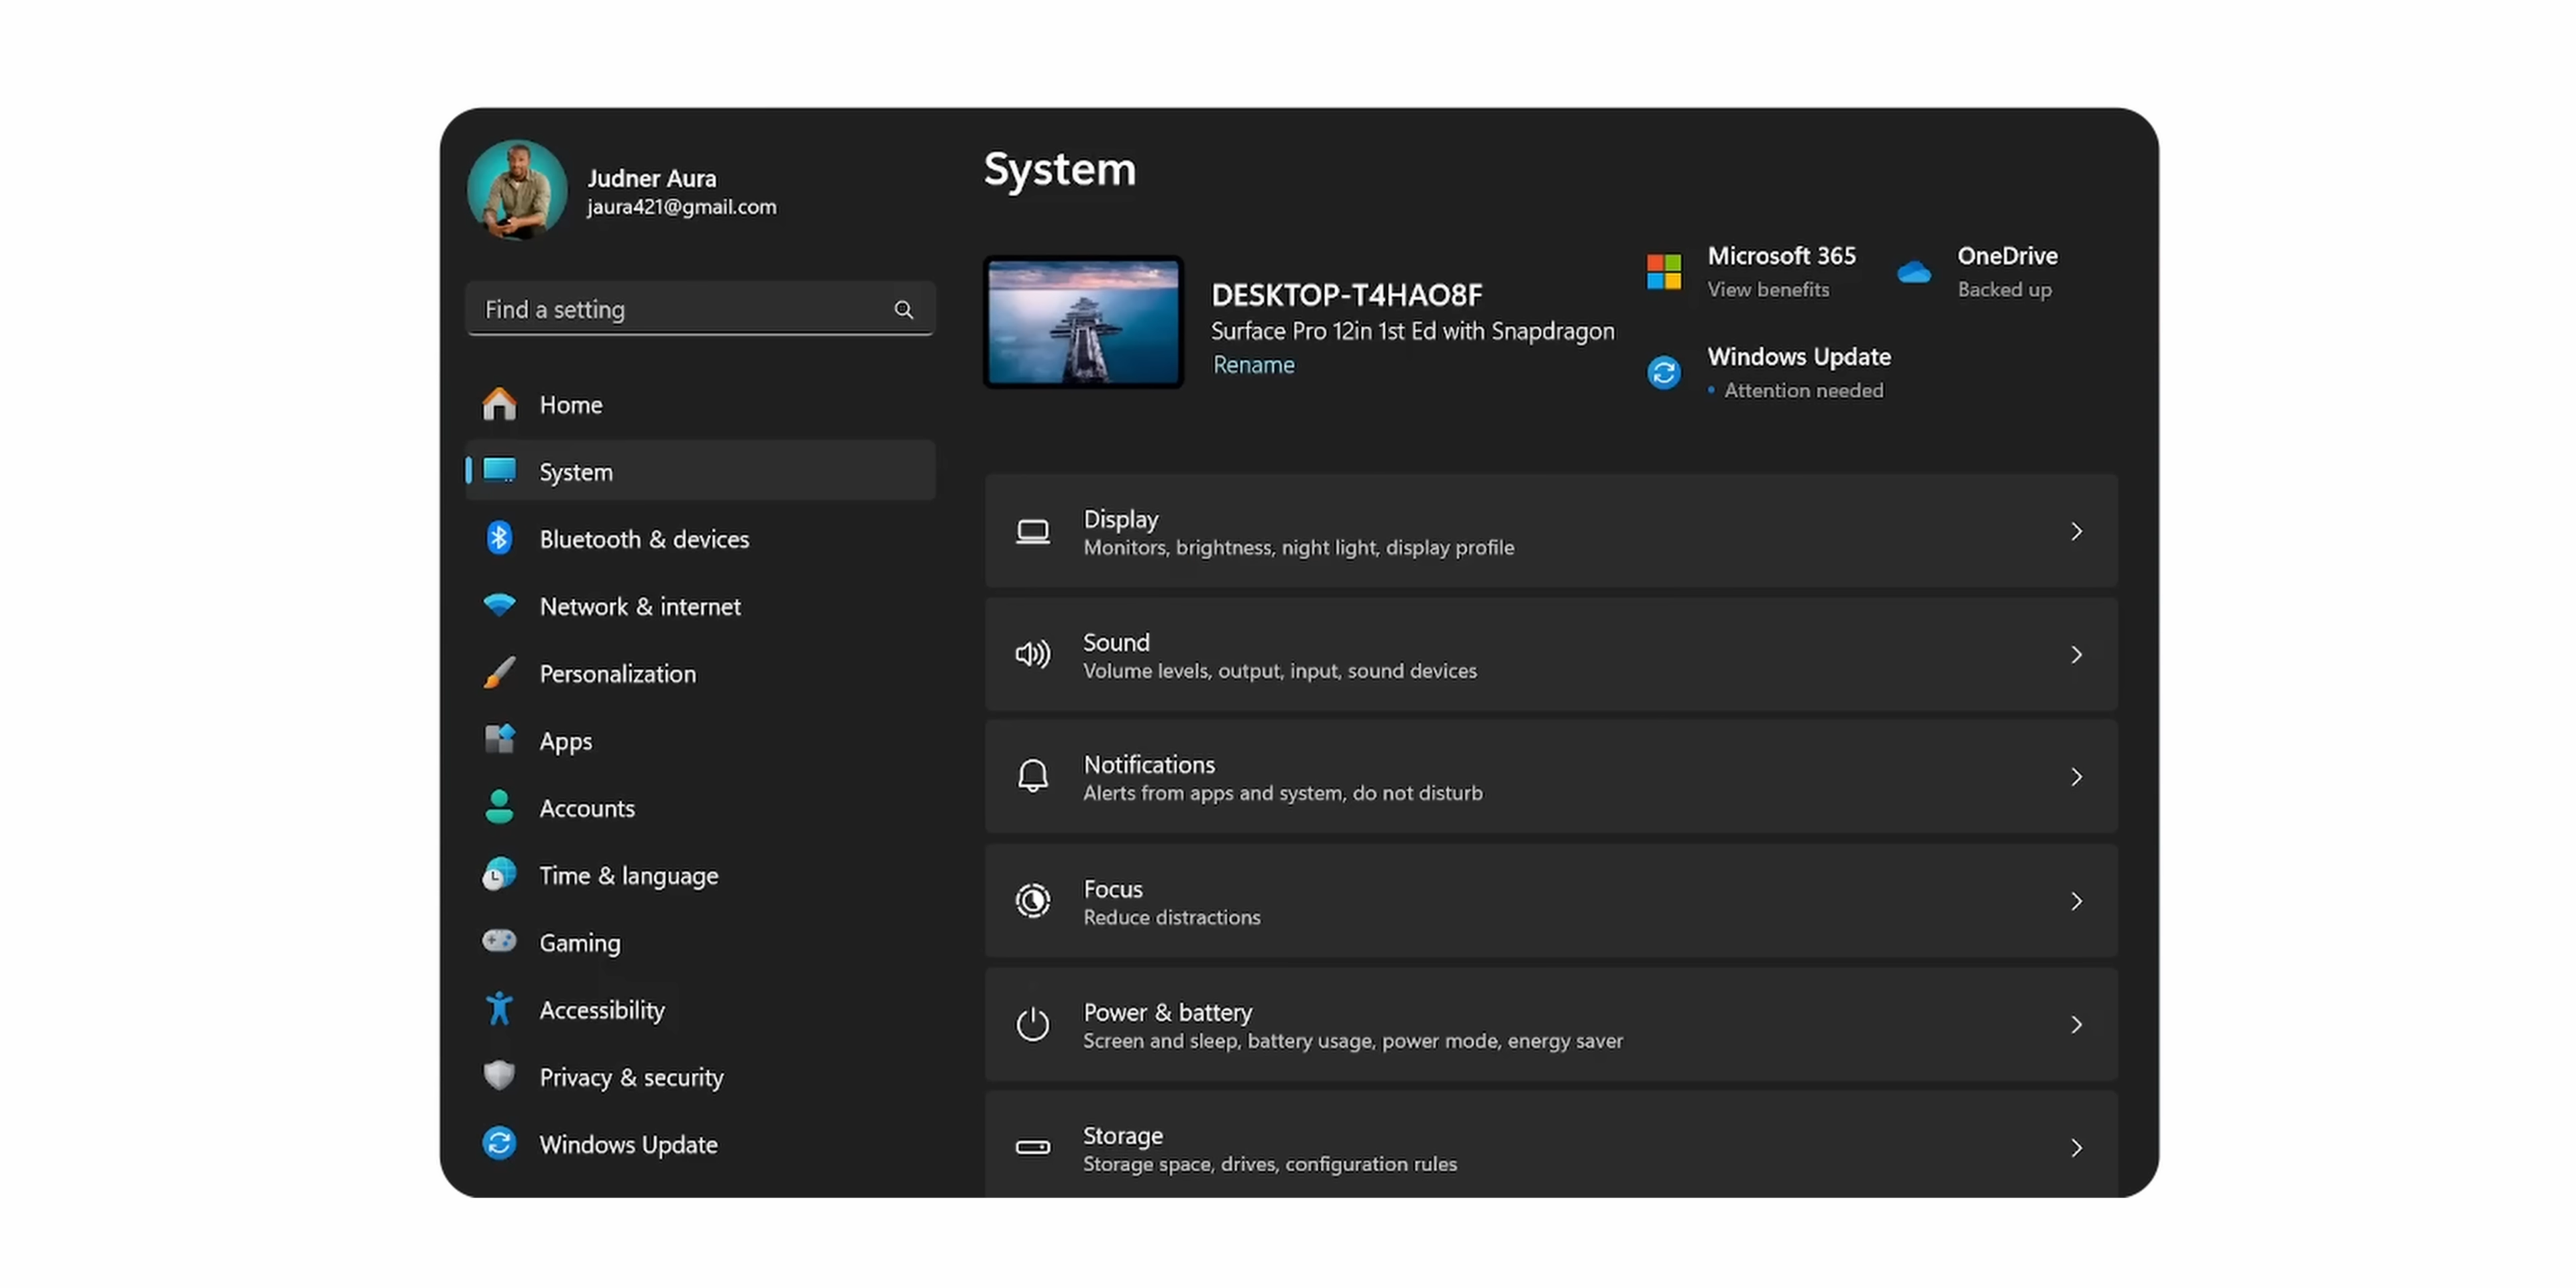 Judner Aura
jaura421@gmail.com
Find a setting
Home
System
Bluetooth & devices
Network & internet
Personalization
Apps
Accounts
Time & language
Gaming
Accessibility
Privacy & security
Windows Update
System
DESKTOP-T4HAO8F
Surface Pro 12in 1st Ed with Snapdragon
Rename
Microsoft 365
View benefits
OneDrive
Backed up
Windows Update
• Attention needed
Display
Monitors, brightness, night light, display profile
Sound
Volume levels, output, input, sound devices
Notifications
Alerts from apps and system, do not disturb
Focus
Reduce distractions
Power & battery
Screen and sleep, battery usage, power mode, energy saver
Storage
Storage space, drives, configuration rules